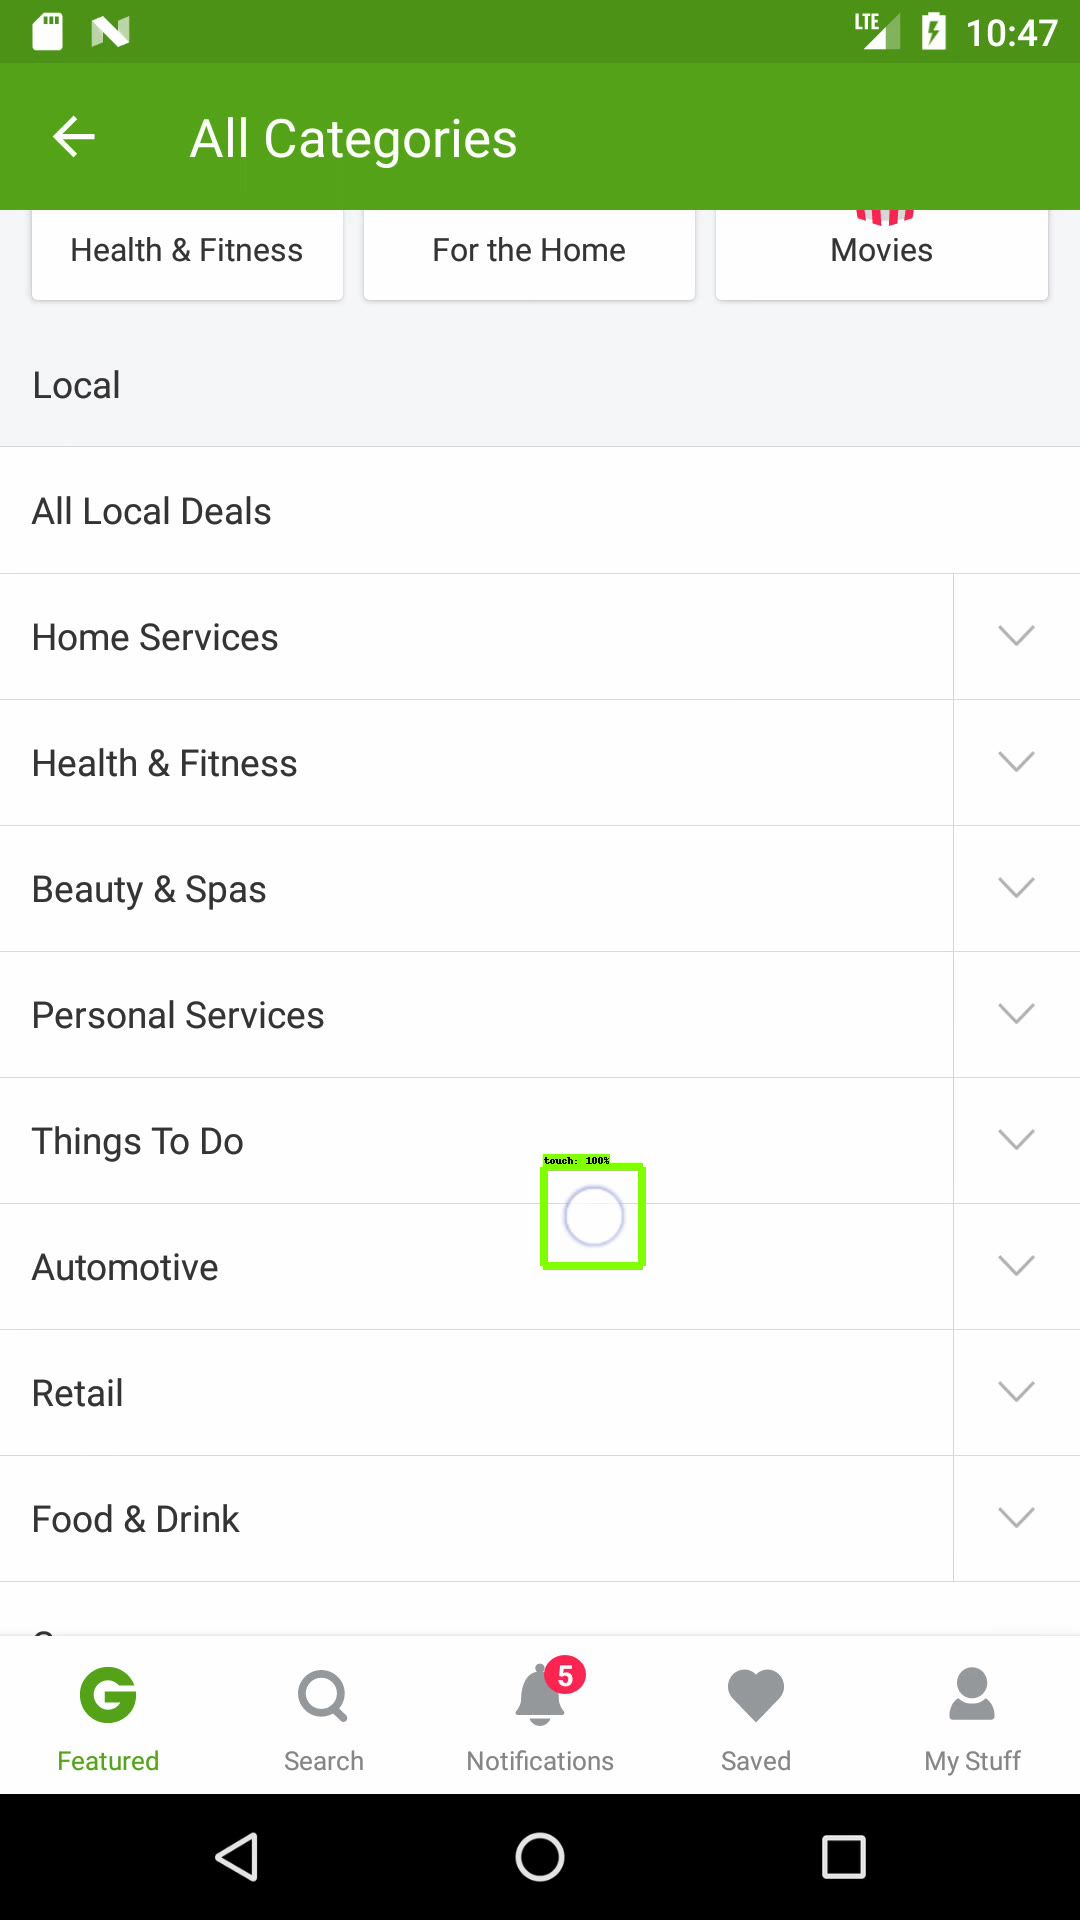 LTE 10:47
All Categories
Health & Fitness
For the Home
Movies
Local
All Local Deals
Home Services
Health & Fitness
Beauty & Spas
Personal Services
Things To Do
touch: 100%
Automotive
Retail
Food & Drink
5
Featured
Search
Notifications
Saved
My Stuff